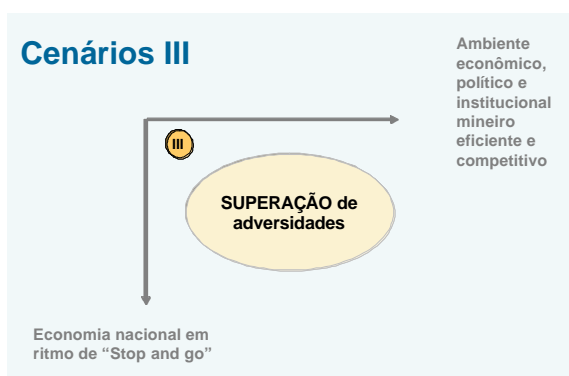 Cenários III
Ambiente
econômico,
político e
institucional
mineiro
eficiente e
competitivo
III
SUPERAÇÃO de
adversidades
Economia nacional em
ritmo de “Stop and go”